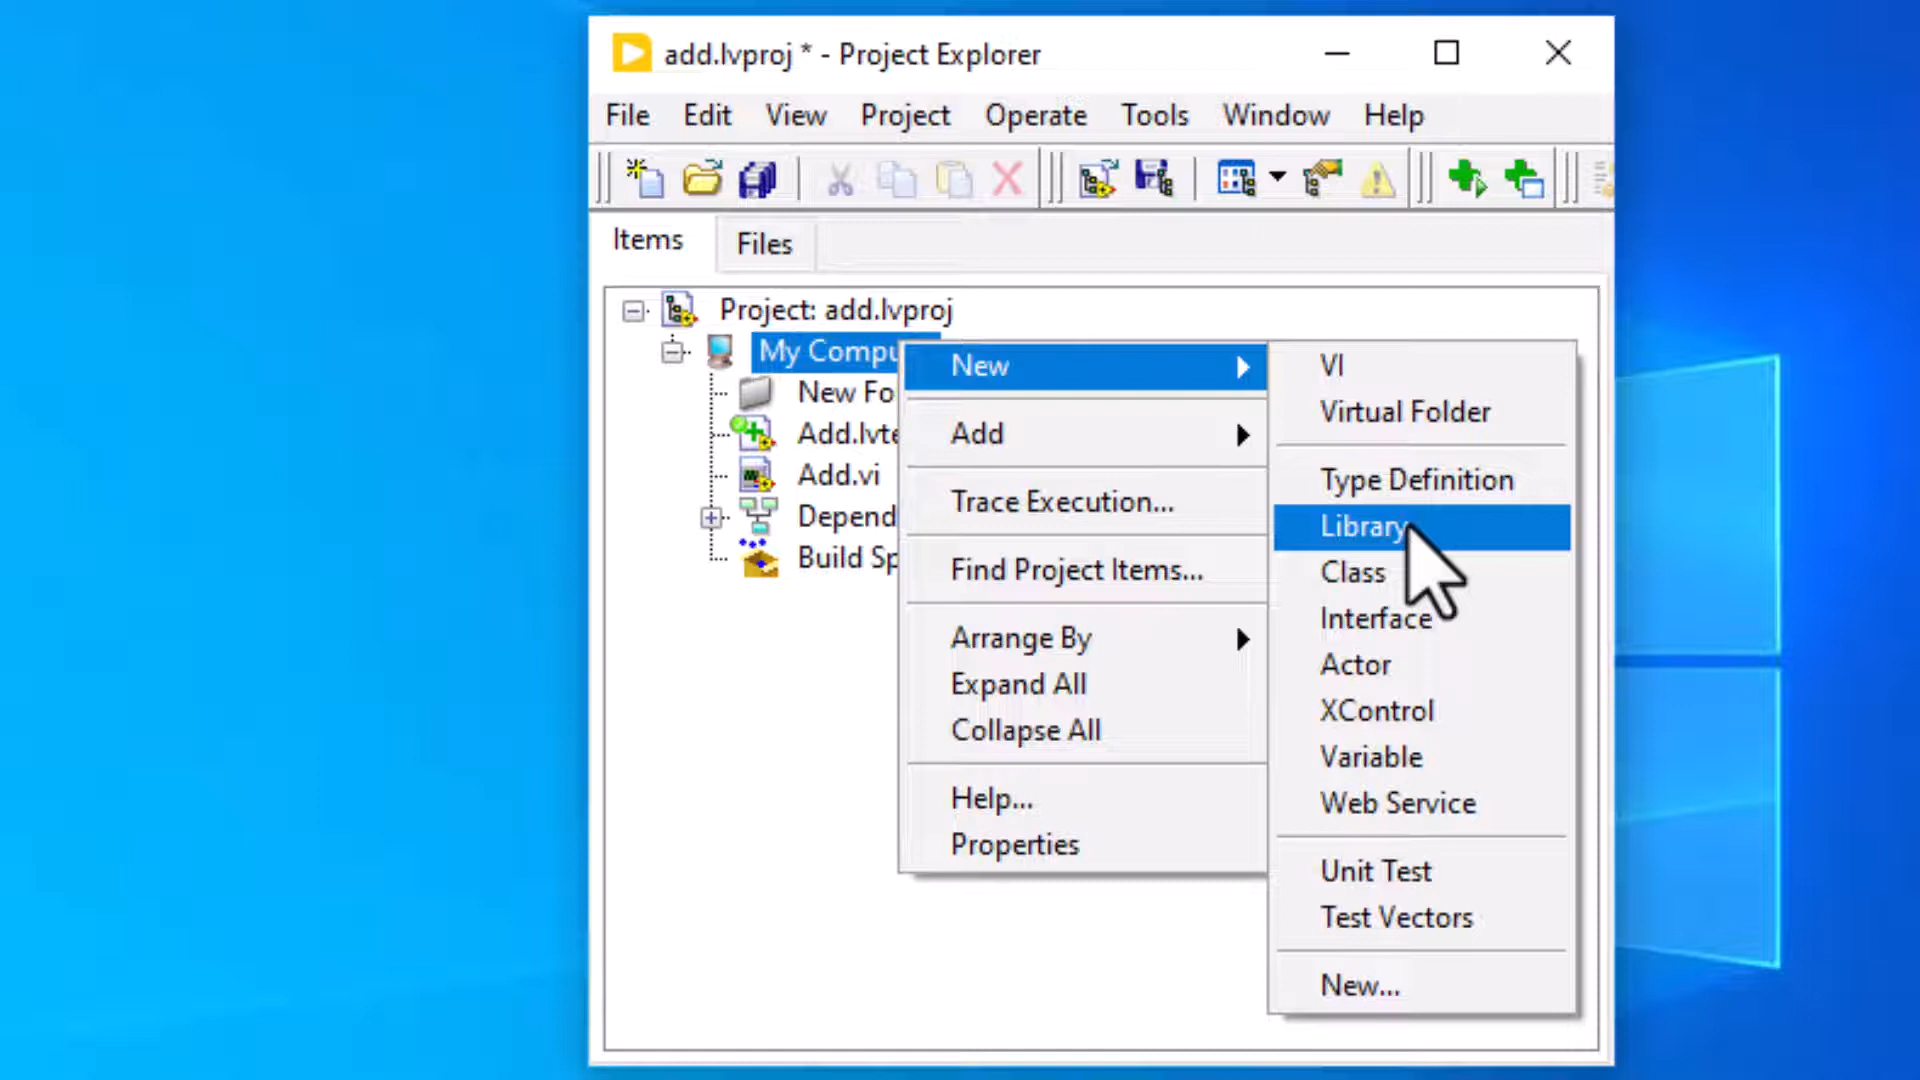 add.lvproj * - Project Explorer
File Edit View Project Operate Tools Window Help
Items Files
Project: add.lvproj
My Compu
New Fo
Add.lvte
Add.vi
Depend
Build Sp
New
Add
Trace Execution...
Find Project Items...
Arrange By
Expand All
Collapse All
Help...
Properties
VI
Virtual Folder
Type Definition
Library
Class
Interface
Actor
XControl
Variable
Web Service
Unit Test
Test Vectors
New...